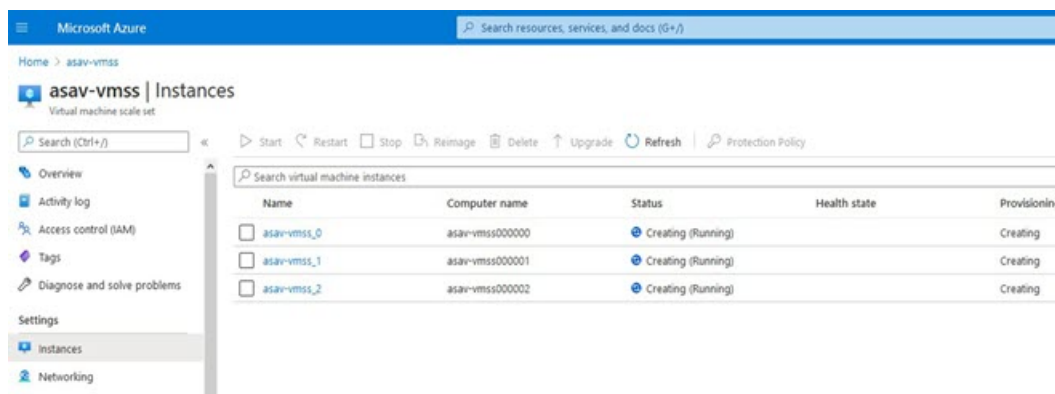 Microsoft Azure
Search resources, services, and docs (G+/)
Home > asav-vmss
asav-vmss | Instances
Virtual machine scale set
Search (Ctrl+/)
«
Start Restart Stop Reimage Delete Upgrade Refresh Protection Policy
Overview
Activity log
Access control (IAM)
Tags
Diagnose and solve problems
Settings
Instances
Networking
Search virtual machine instances
Name Computer name Status Health state Provisionin
asav-vmss_0 asav-vmss000000 Creating (Running) Creating
asav-vmss_1 asav-vmss000001 Creating (Running) Creating
asav-vmss_2 asav-vmss000002 Creating (Running) Creating